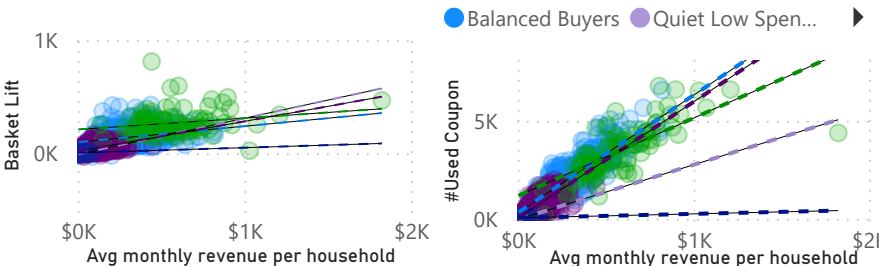 Balanced Buyers Quiet Low Spen...
1K
0K
Basket Lift
$0K $1K $2K
Avg monthly revenue per household
5K
0K
#Used Coupon
$0K $1K $2K
Avg monthly revenue per household